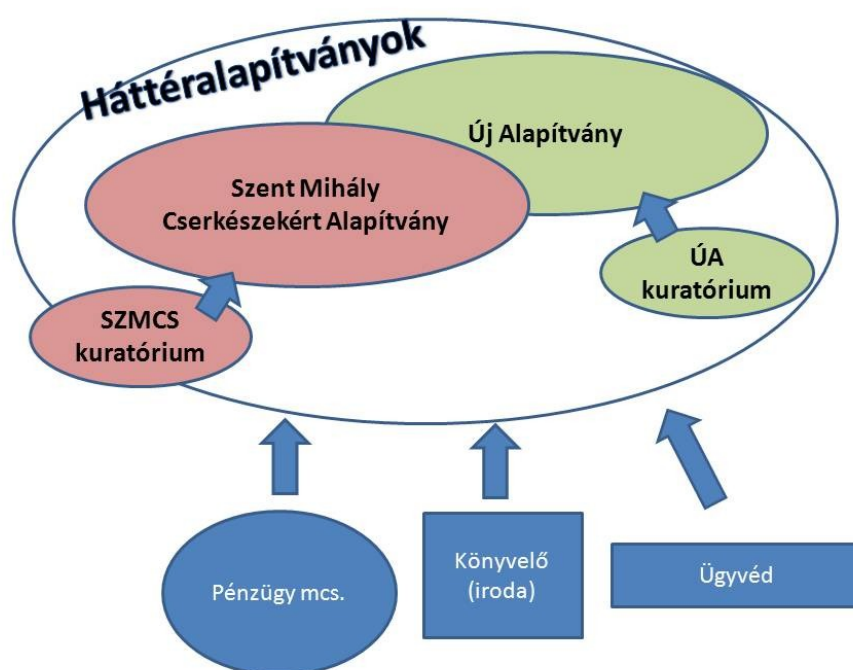 Háttéralapítványok
Új Alapítvány
Szent Mihály
Cserkészekért Alapítvány
ÚA
kuratórium
SZMCS
kuratórium
Pénzügy mcs.
Könyvelő
(iroda)
Ügyvéd